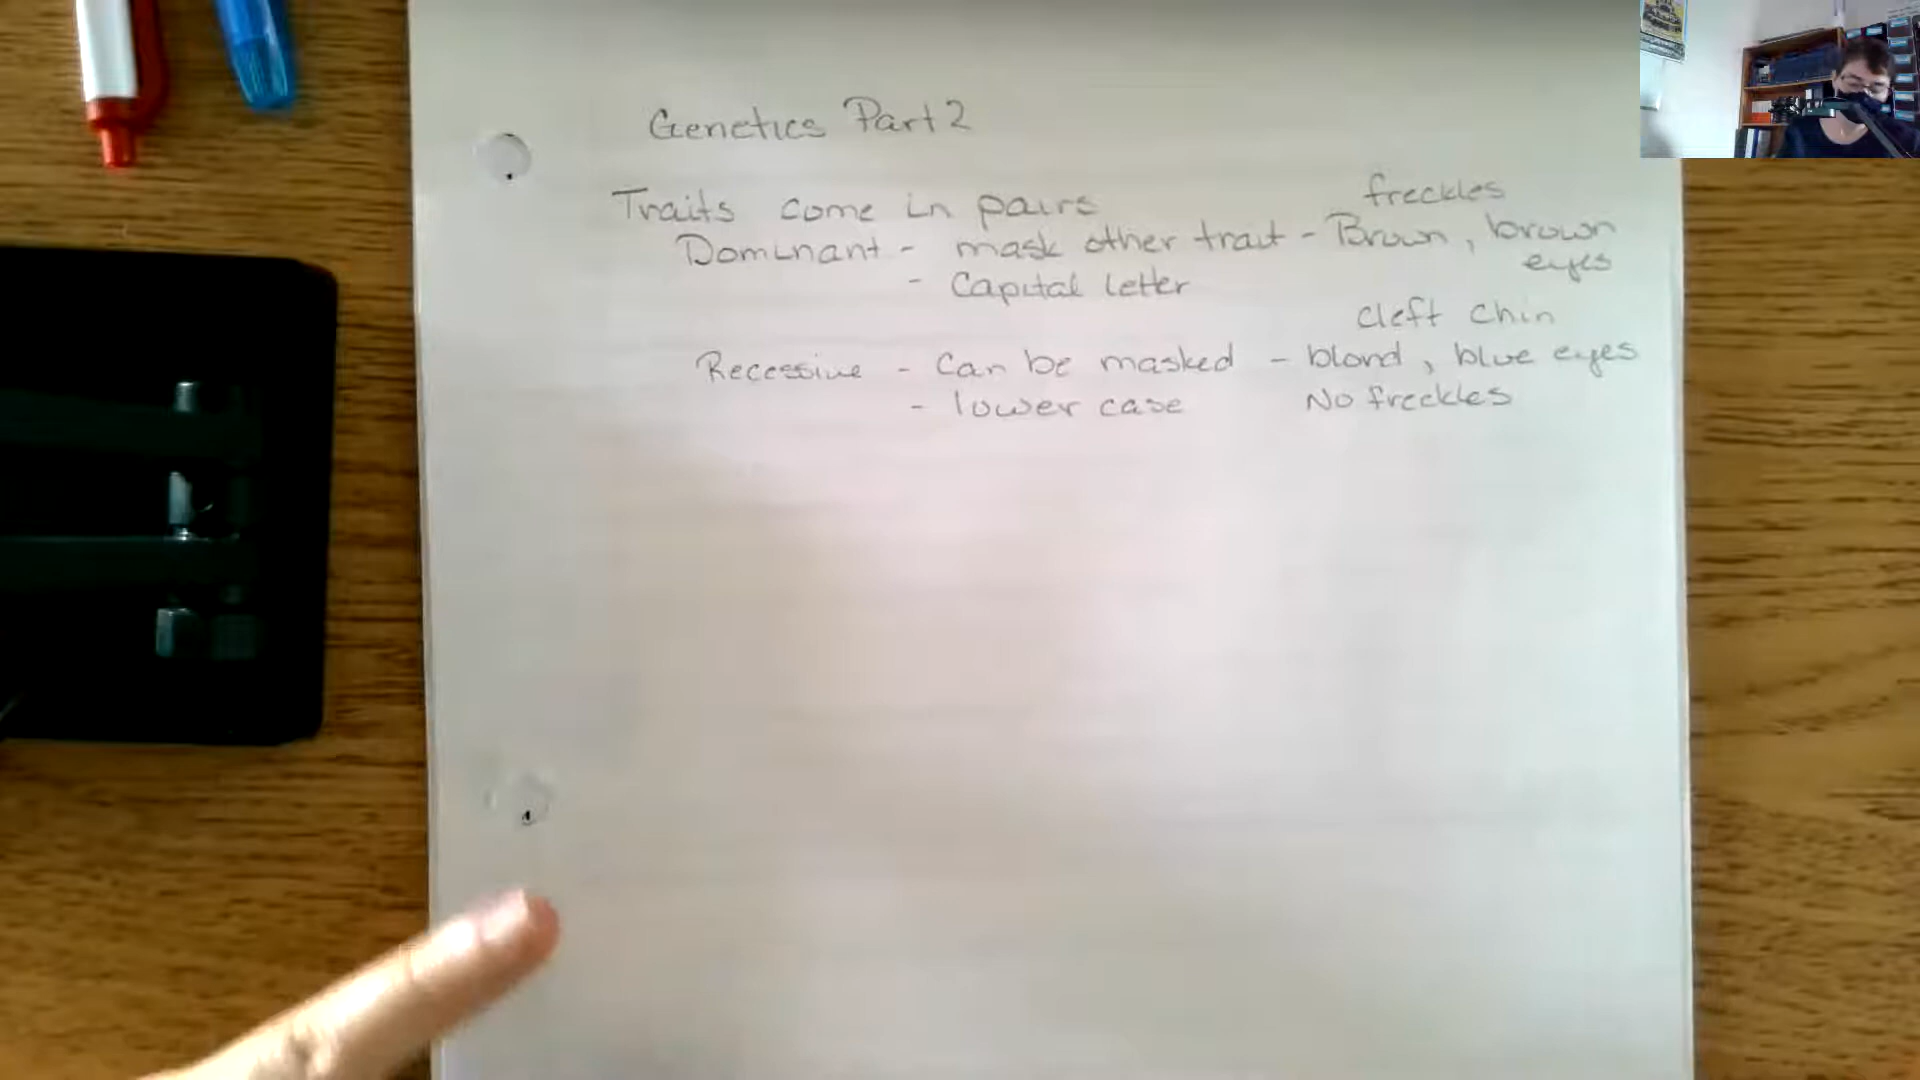 Genetics Part 2
Traits come in pairs
freckles
Dominant - mask other trait - Brown, brown
eyes
- Capital letter
cleft chin
Recessive - Can be masked - blond, blue eyes
- lower case
No freckles